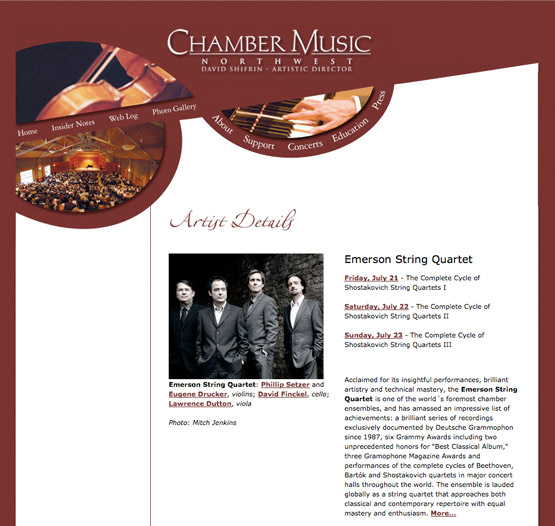 CHAMBER MUSIC
NORTHWEST
DAVID SHIFRIN - ARTISTIC DIRECTOR
Home
Insider Notes
Web Log
Photo Gallery
About
Support
Concerts
Education
Press
Artist Details
Emerson String Quartet
Friday, July 21 - The Complete Cycle of
Shostakovich String Quartets I
Saturday, July 22 - The Complete Cycle of
Shostakovich String Quartets II
Sunday, July 23 - The Complete Cycle of
Shostakovich String Quartets III
Emerson String Quartet: Phillip Setzer and
Eugene Drucker, violins; David Finckel, cello;
Lawrence Dutton, viola
Photo: Mitch Jenkins
Acclaimed for its insightful performances, brilliant
artistry and technical mastery, the Emerson String
Quartet is one of the world´s foremost chamber
ensembles, and has amassed an impressive list of
achievements: a brilliant series of recordings
exclusively documented by Deutsche Grammophon
since 1987, six Grammy Awards including two
unprecedented honors for "Best Classical Album,"
three Gramophone Magazine Awards and
performances of the complete cycles of Beethoven,
Bartók and Shostakovich quartets in major concert
halls throughout the world. The ensemble is lauded
globally as a string quartet that approaches both
classical and contemporary repertoire with equal
mastery and enthusiasm. More...